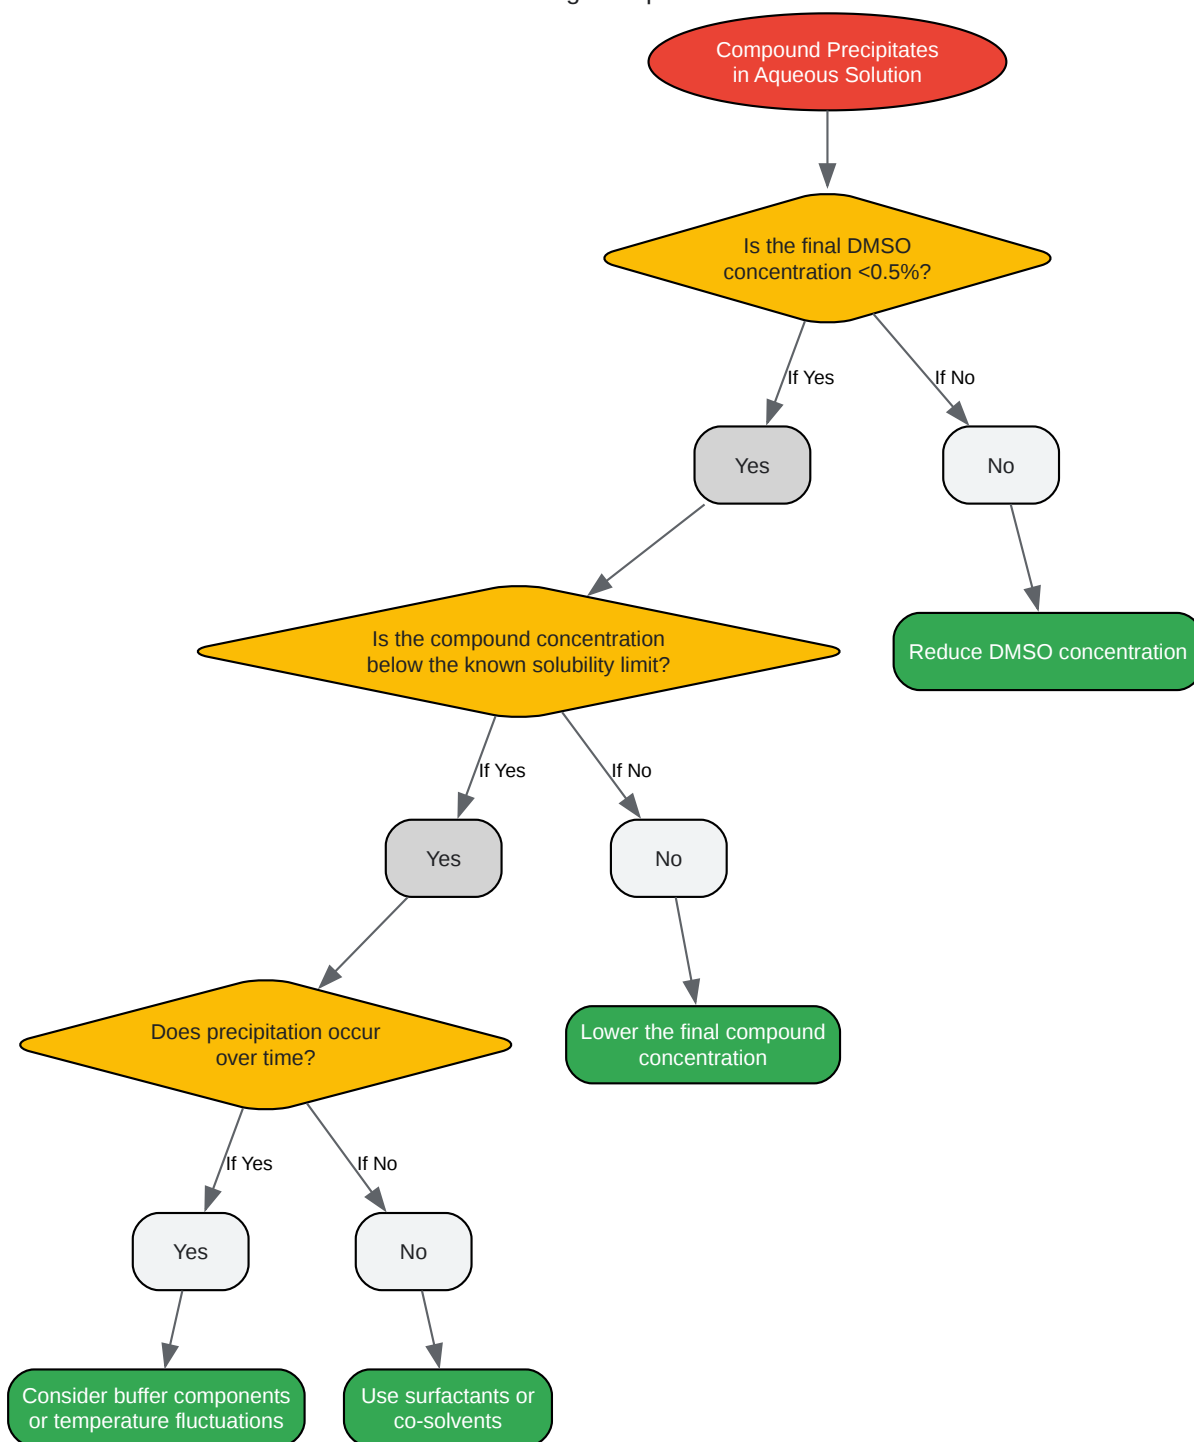 Compound Precipitates
in Aqueous Solution
Is the final DMSO
concentration <0.5%?
If Yes
If No
Yes
No
Is the compound concentration
below the known solubility limit?
Reduce DMSO concentration
If Yes
If No
Yes
No
Does precipitation occur
over time?
Lower the final compound
concentration
If Yes
If No
Yes
No
Consider buffer components
or temperature fluctuations
Use surfactants or
co-solvents